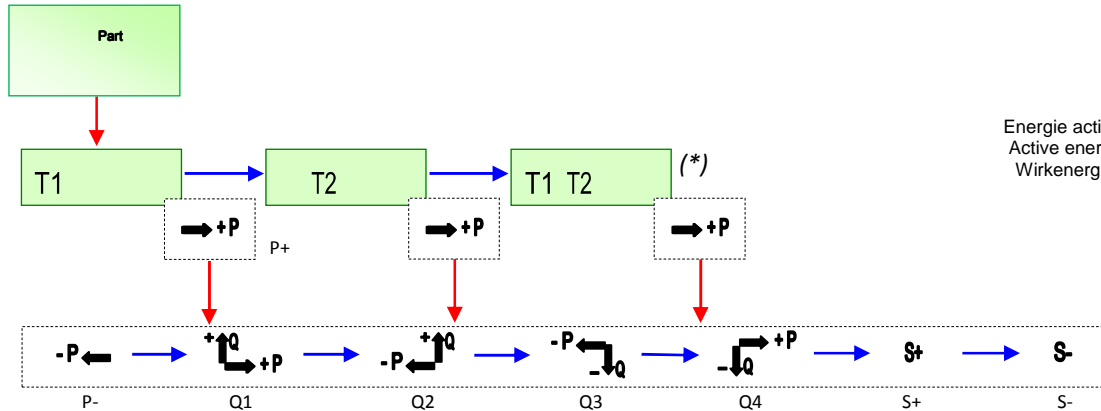 Part
Energie acti
Active ener
Wirkenerg
T1
T2
T1 T2
(*)
+P
P+
+P
+P
-P
+Q
+P
+Q
-P
-P
-Q
+P
-Q
S+
S-
P-
Q1
Q2
Q3
Q4
S+
S-